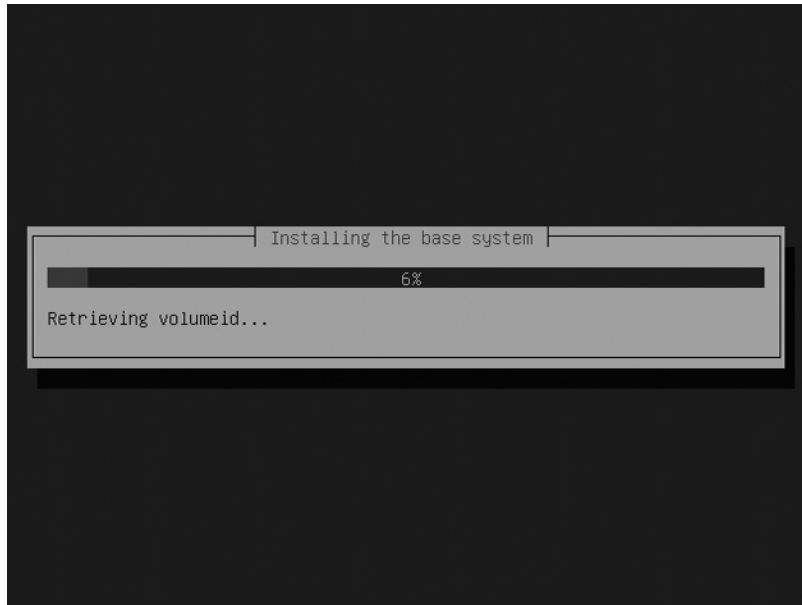 Installing the base system
6%
Retrieving volumeid...